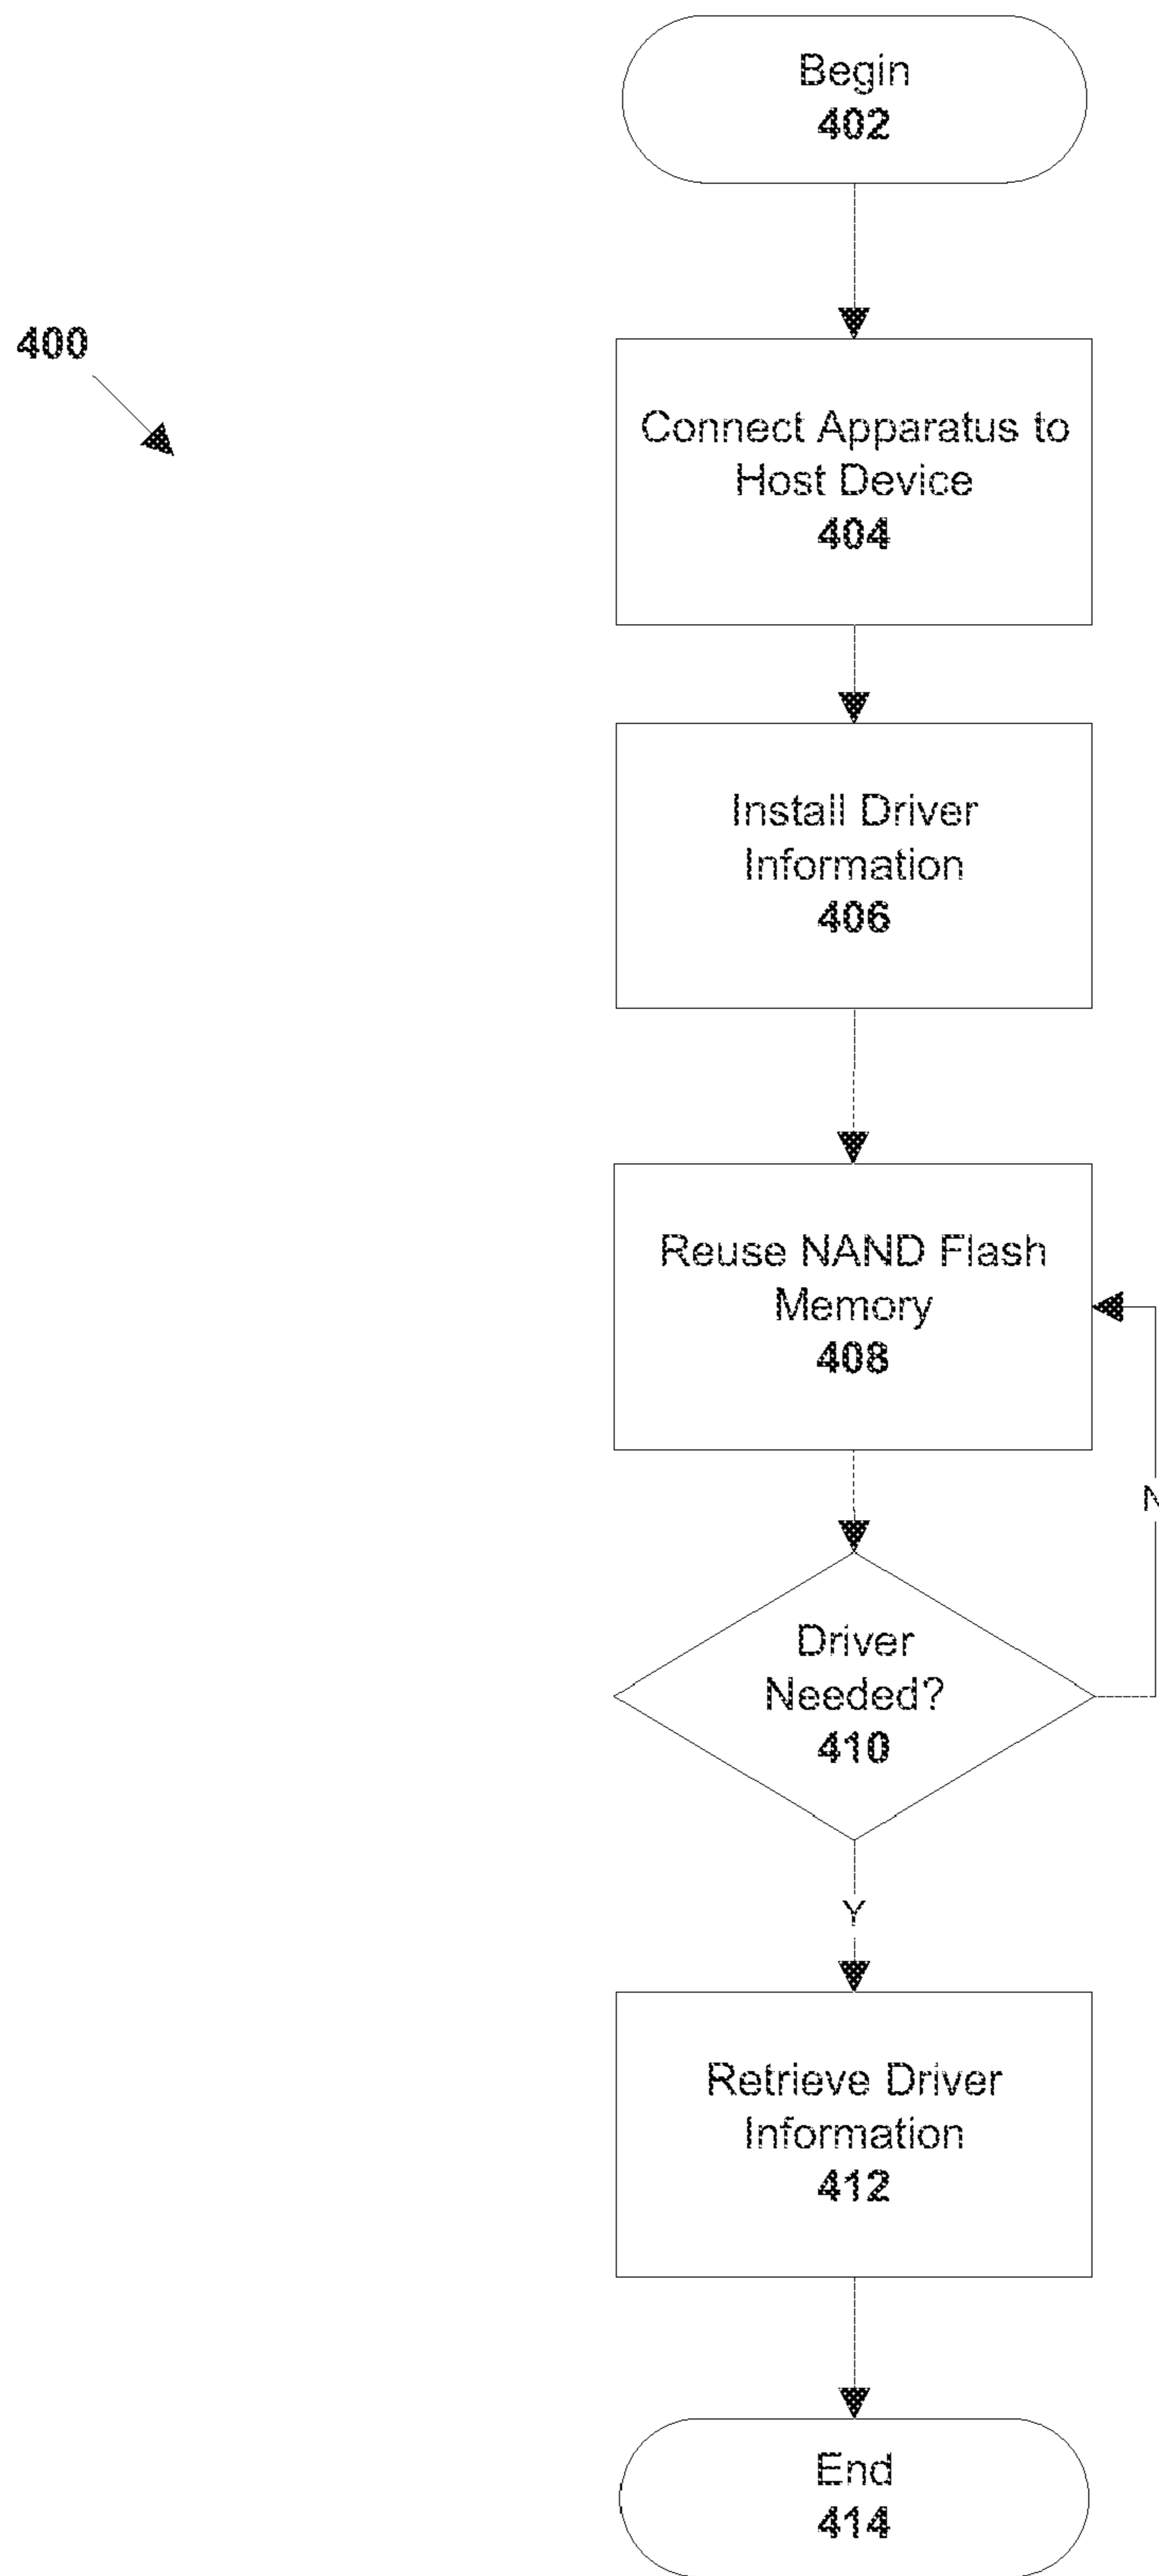 Begin
402
400
Connect Apparatus to
Host Device
404
Install Driver
Information
406
Reuse NAND Flash
Memory
408
N
Driver
Needed?
410
Y
Retrieve Driver
Information
412
End
414